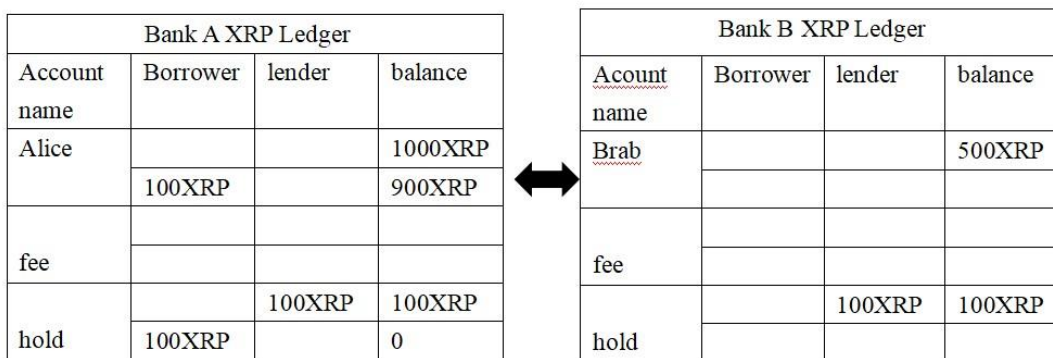 Bank A XRP Ledger
Account name Borrower lender balance
Alice 1000XRP
100XRP 900XRP
fee
100XRP 100XRP
hold 100XRP 0
Bank B XRP Ledger
Acount name Borrower lender balance
Brab 500XRP
fee
100XRP 100XRP
hold